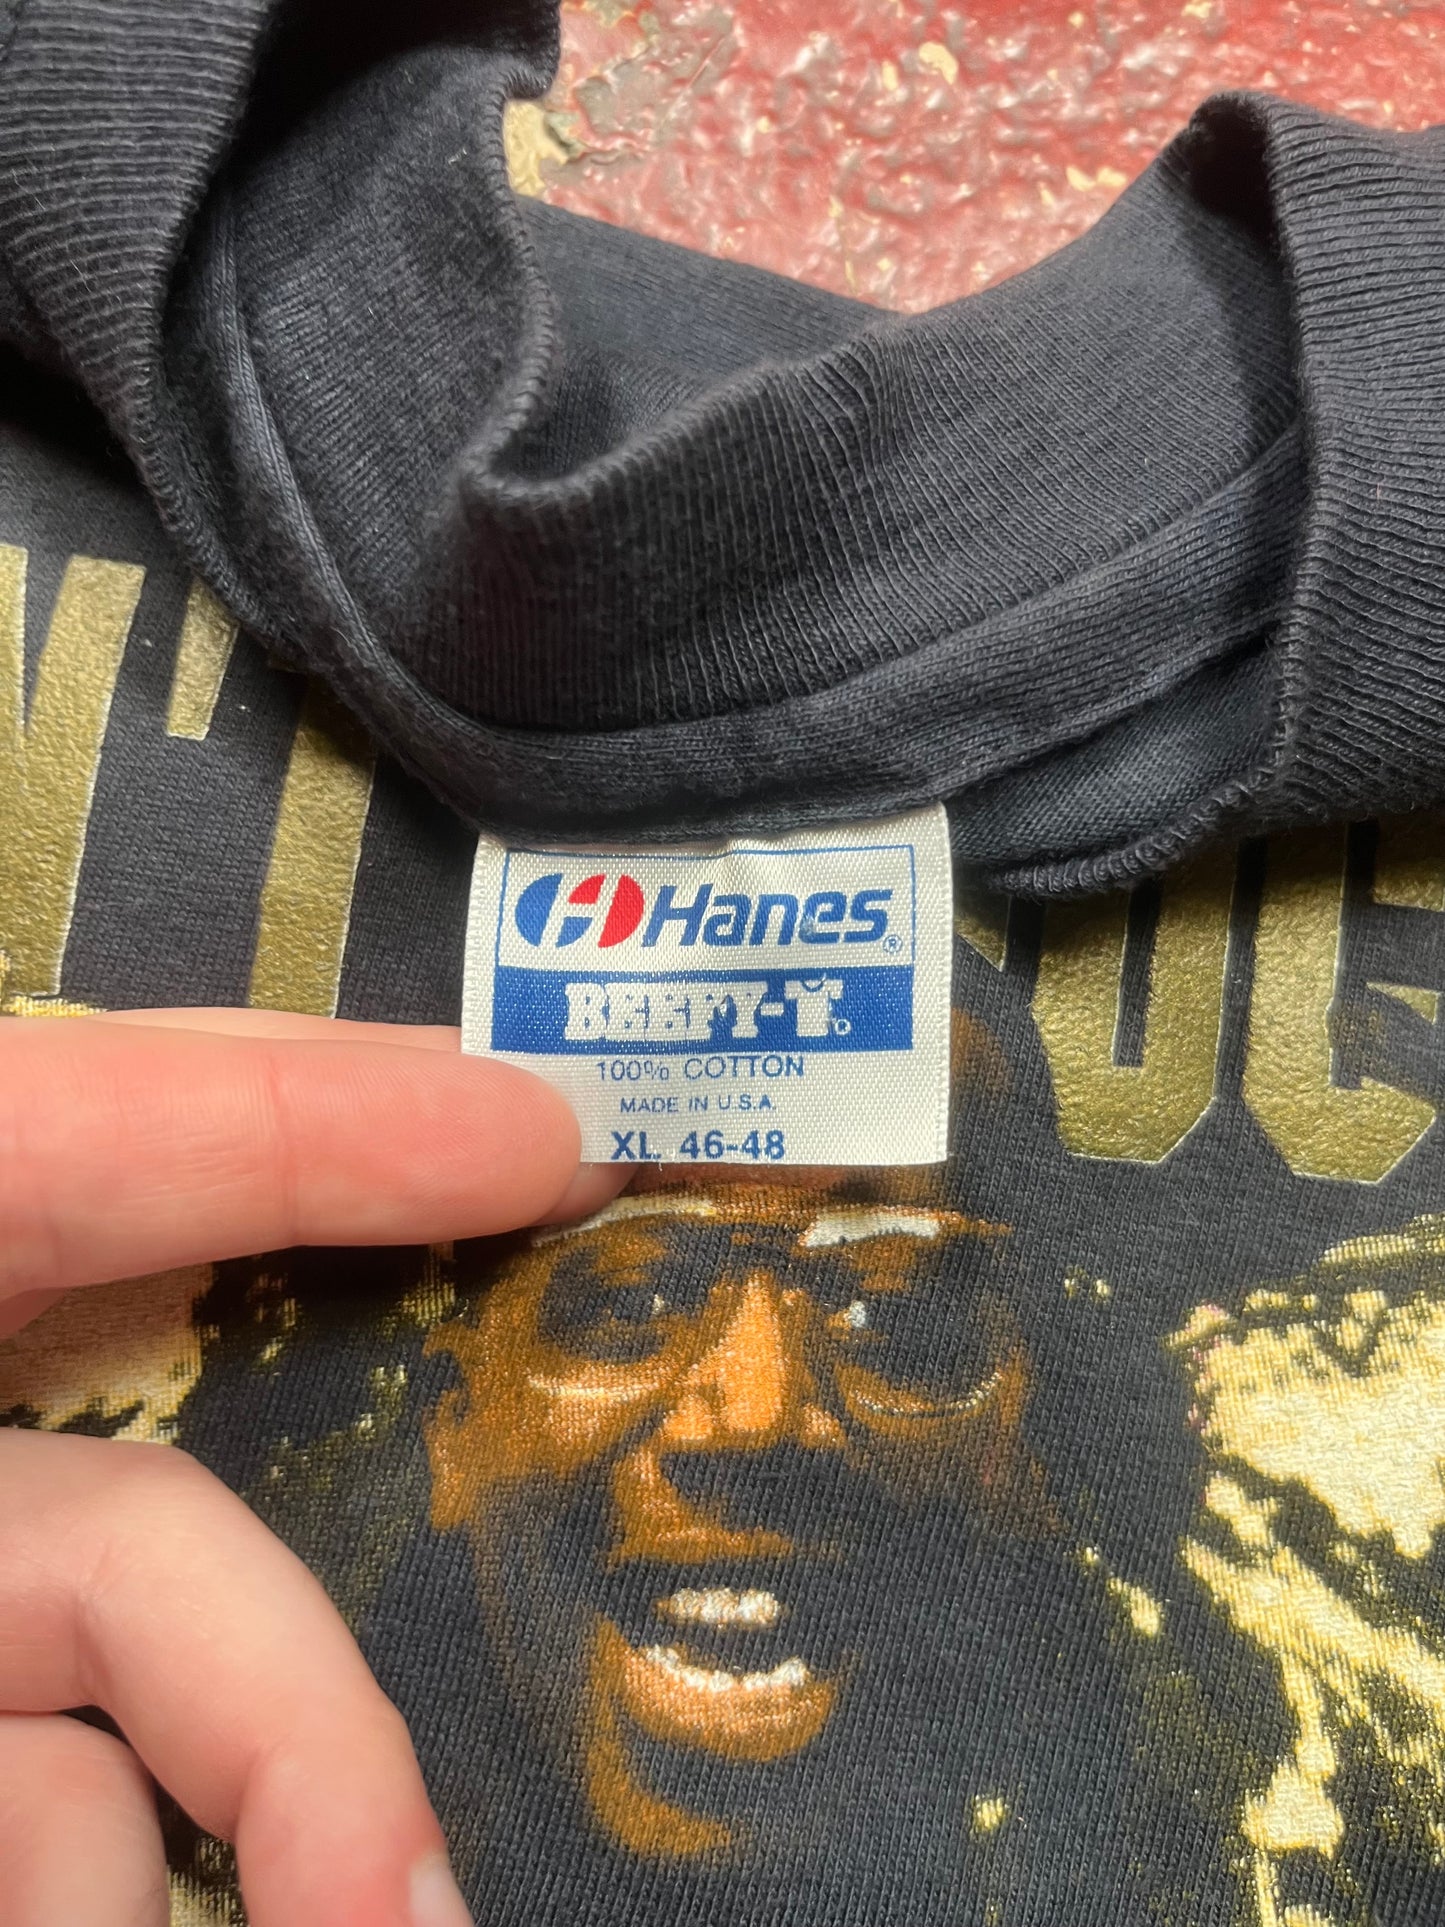 Hanes®
BEEFY-T®
100% COTTON
MADE IN U.S.A.
XL 46-48